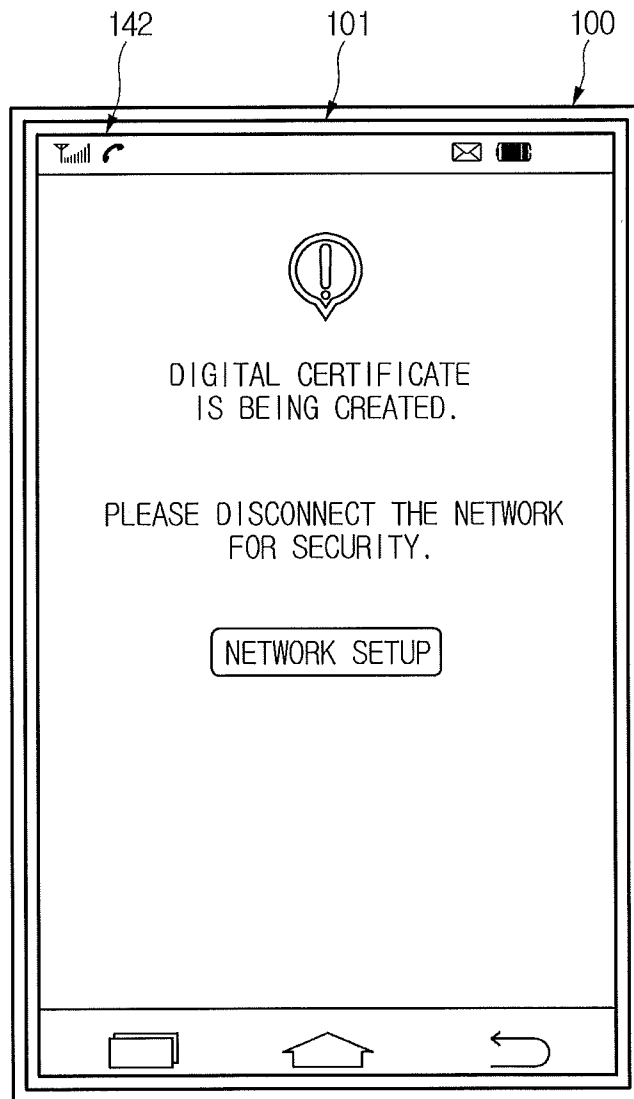 142 101 100
DIGITAL CERTIFICATE
IS BEING CREATED.
PLEASE DISCONNECT THE NETWORK
FOR SECURITY.
NETWORK SETUP